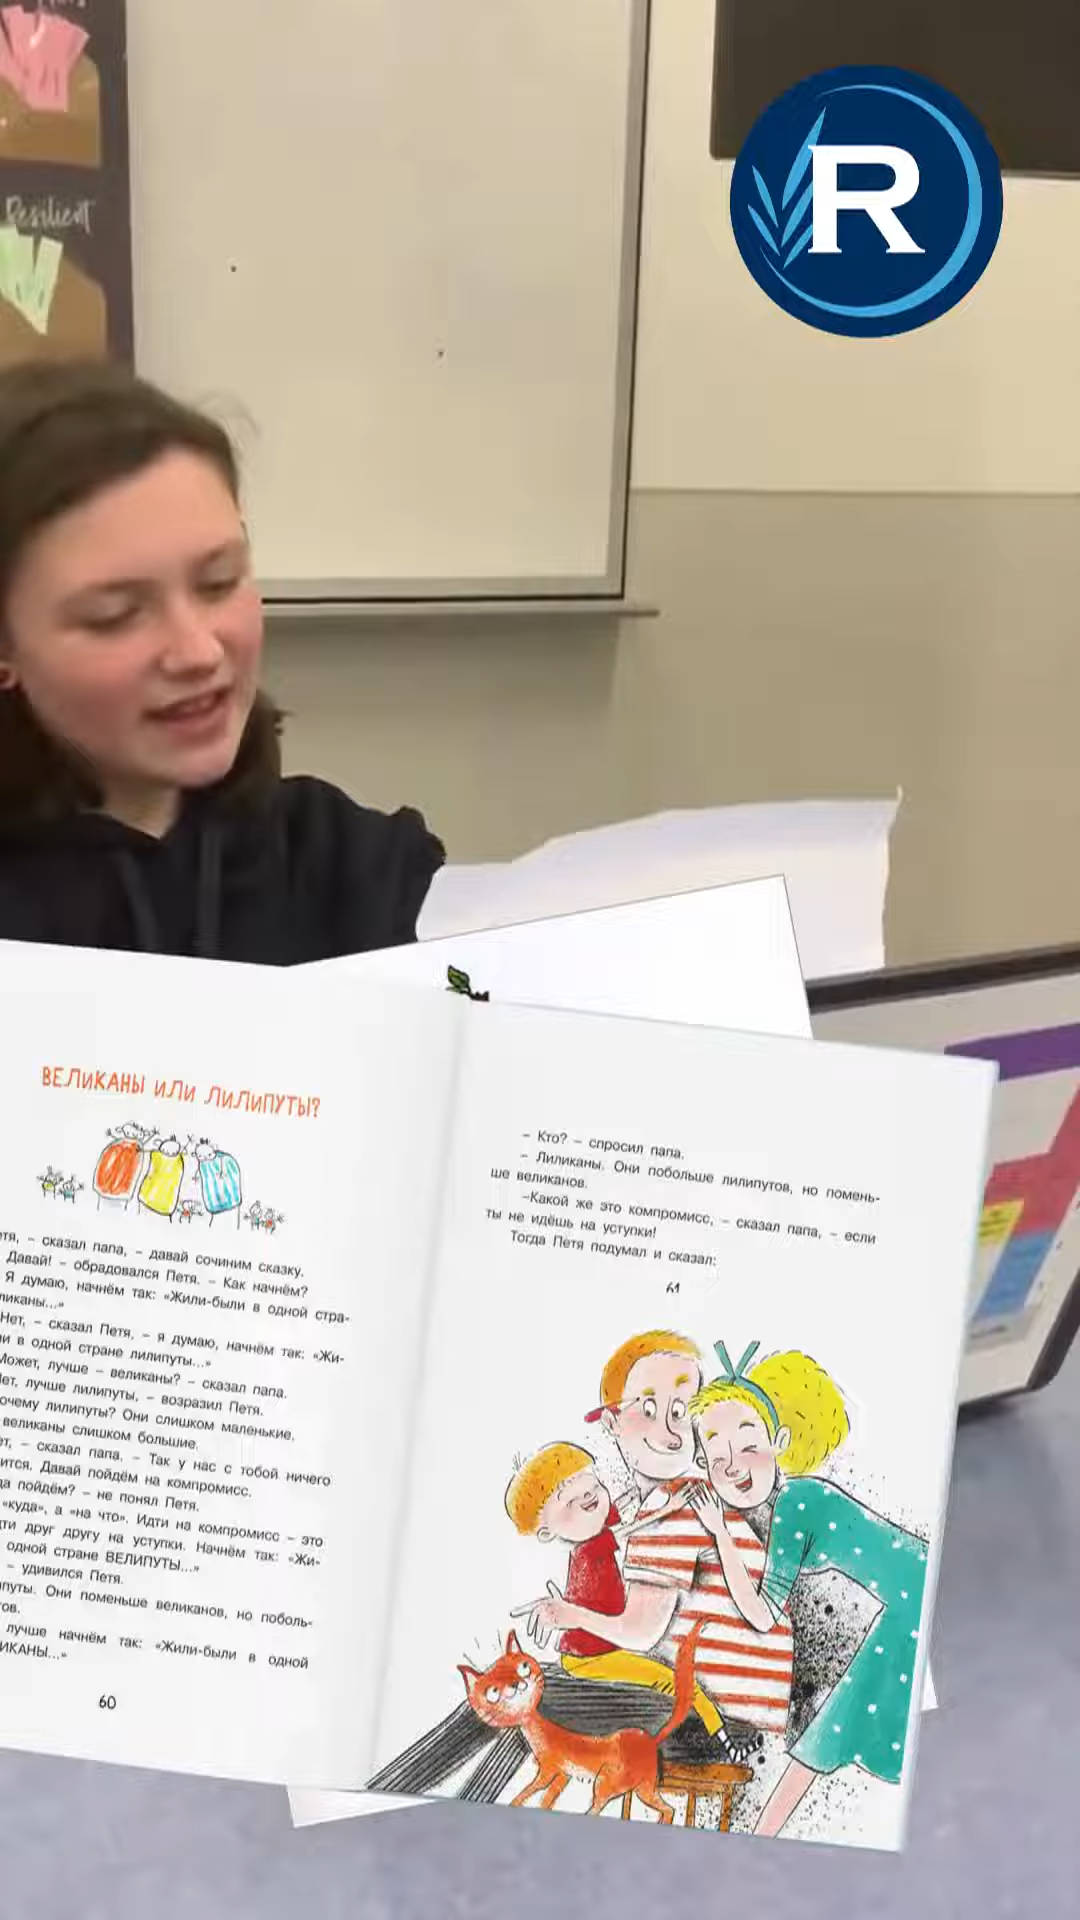 Resilient
R
ВЕЛИКАНЫ ИЛИ ЛИЛИПУТЫ?
– сказал папа, – давай сочиним сказку.
Давай! – обрадовался Петя. – Как начнём?
Я думаю, начнём так: «Жили-были в одной стра-
Нет, – сказал Петя, – я думаю, начнём так: «Жи-
в одной стране лилипуты...»
Может, лучше – великаны? – сказал папа.
лучше лилипуты, – возразил Петя.
лилипуты? Они слишком маленькие.
великаны слишком большие.
– сказал папа. – Так у нас с тобой ничего
Давай пойдём на компромисс.
пойдём? – не понял Петя.
«куда», а «на что». Идти на компромисс – это
друг другу на уступки. Начнём так: «Жи-
одной стране ВЕЛИПУТЫ...»
– удивился Петя.
Они поменьше великанов, но поболь-
лучше начнём так: «Жили-были в одной
60
– Кто? – спросил папа.
– Лиликаны. Они побольше лилипутов, но помень-
ше великанов.
–Какой же это компромисс, – сказал папа, – если
ты не идёшь на уступки!
Тогда Петя подумал и сказал:
61